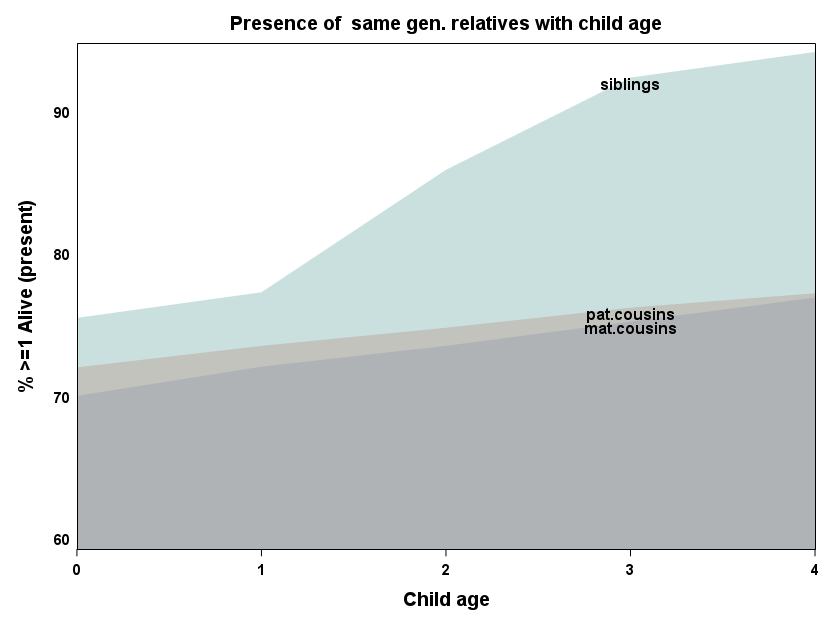 Presence of  same gen. relatives with child age
% >=1 Alive (present)
90
80
70
60
siblings
pat.cousins
mat.cousins
0 1 2 3 4
Child age